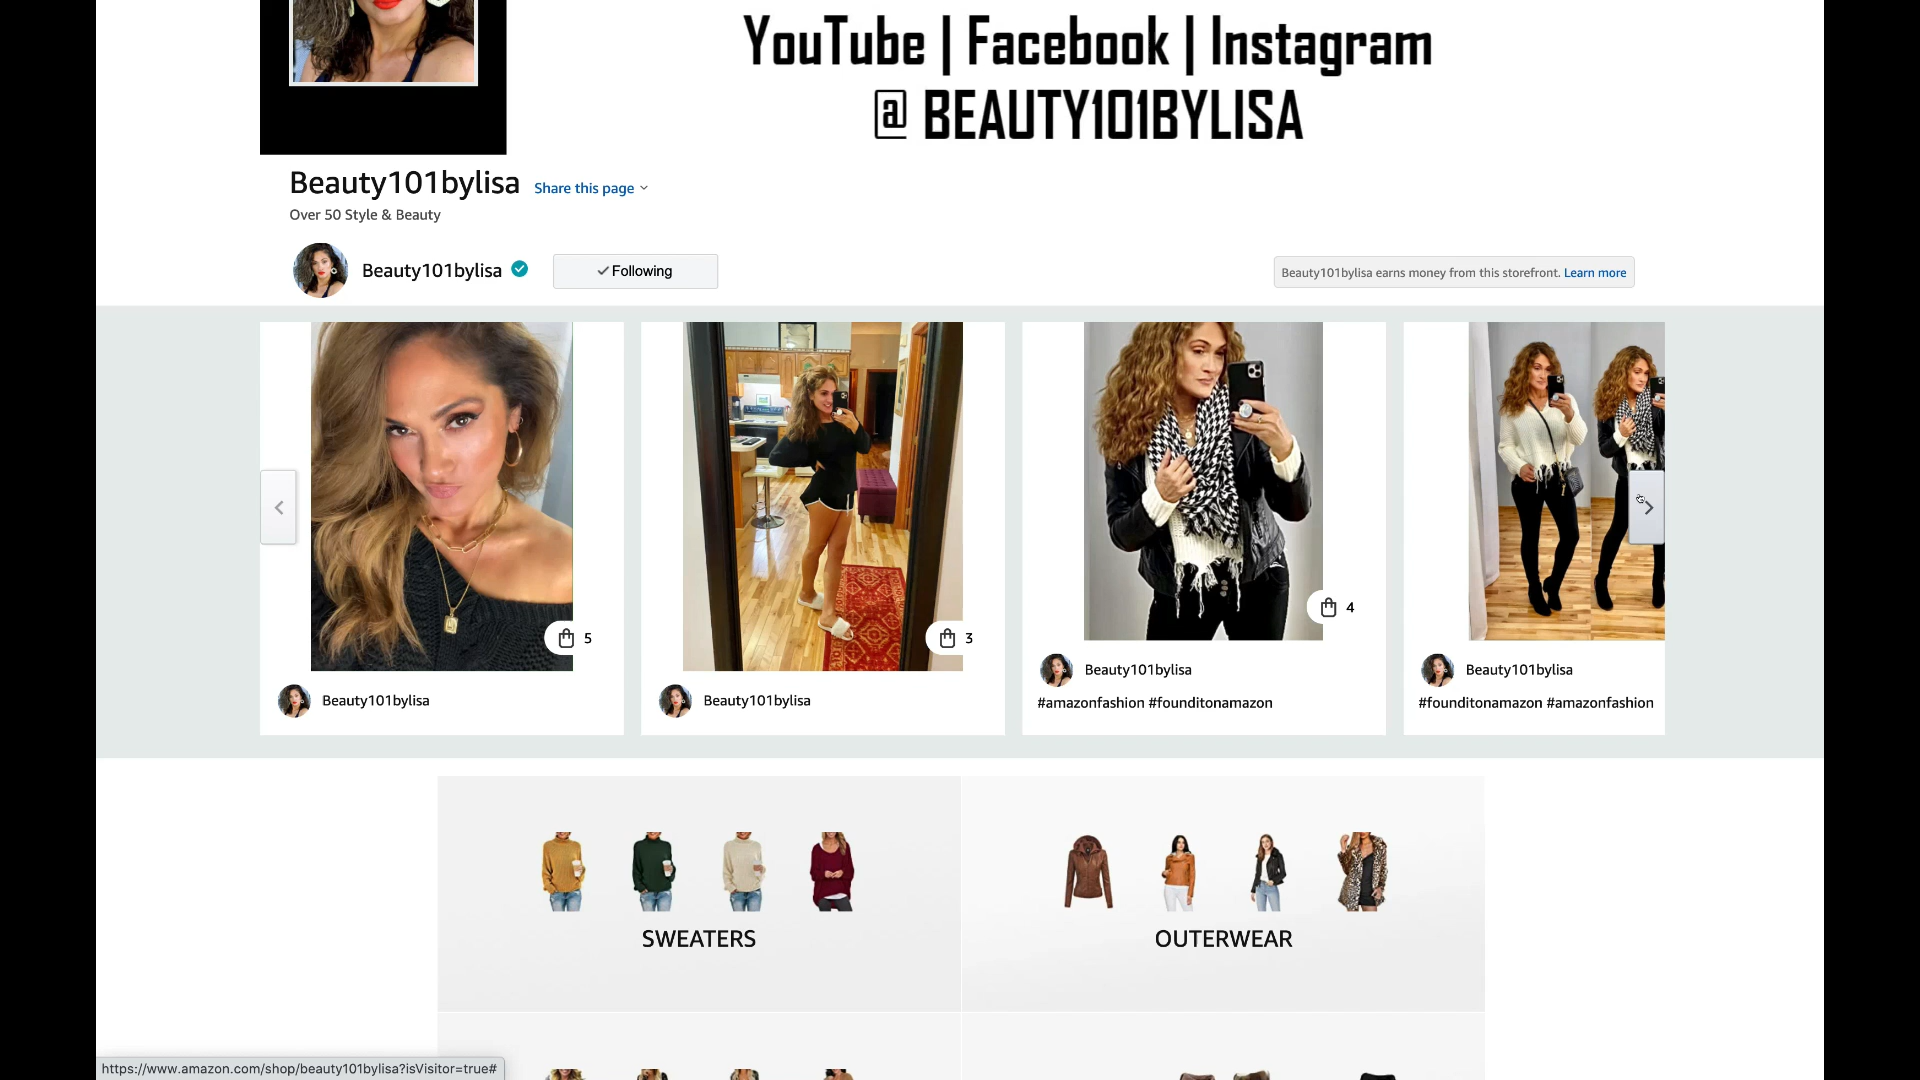 YouTube | Facebook | Instagram
@ BEAUTY101BYLISA
Beauty101bylisa Share this page
Over 50 Style & Beauty
Beauty101bylisa Following
Beauty101bylisa earns money from this storefront. Learn more
5
3
4
Beauty101bylisa
Beauty101bylisa
Beauty101bylisa
#amazonfashion #founditonamazon
Beauty101bylisa
#founditonamazon #amazonfashion
SWEATERS
OUTERWEAR
https://www.amazon.com/shop/beauty101bylisa?isVisitor=true#